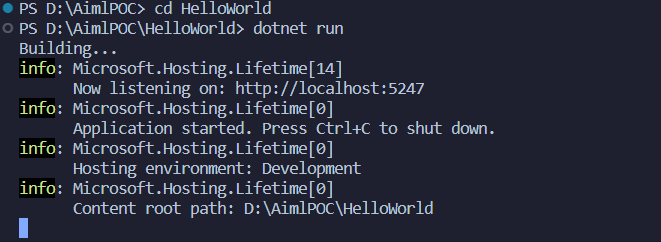 PS D:\AimlPOC> cd HelloWorld
PS D:\AimlPOC\HelloWorld> dotnet run
Building...
info: Microsoft.Hosting.Lifetime[14]
      Now listening on: http://localhost:5247
info: Microsoft.Hosting.Lifetime[0]
      Application started. Press Ctrl+C to shut down.
info: Microsoft.Hosting.Lifetime[0]
      Hosting environment: Development
info: Microsoft.Hosting.Lifetime[0]
      Content root path: D:\AimlPOC\HelloWorld